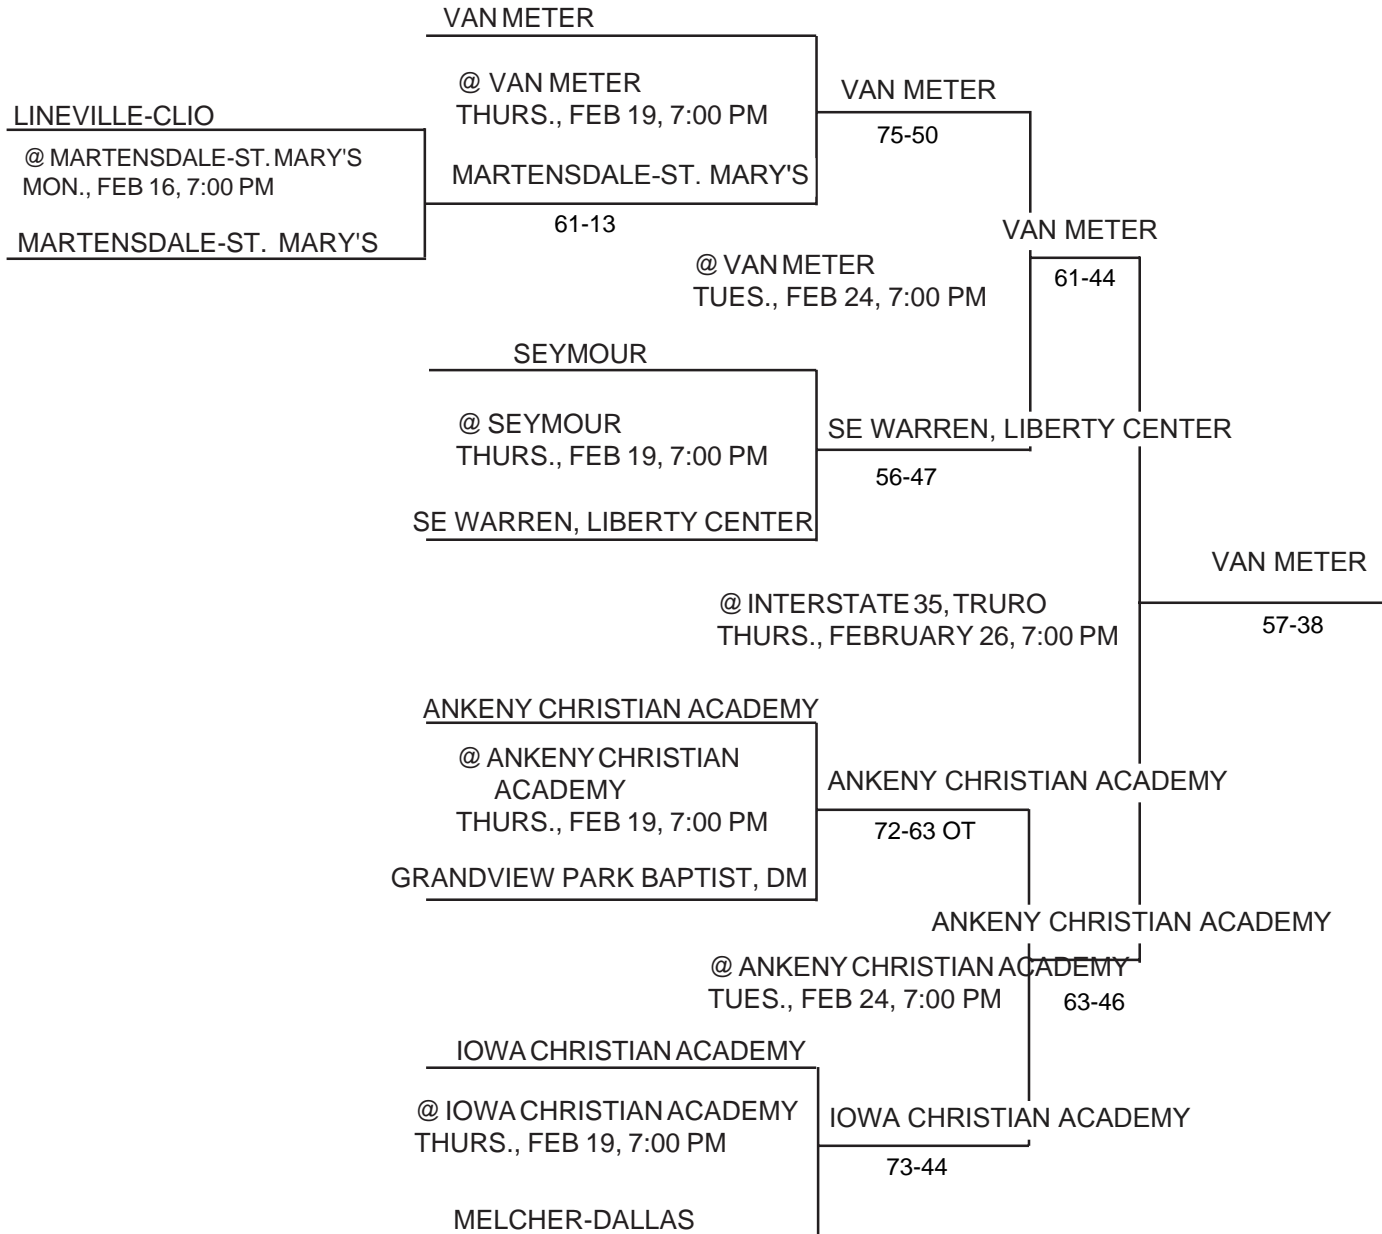 VAN METER
@ VAN METER
THURS., FEB 19, 7:00 PM
VAN METER
75-50
LINEVILLE-CLIO
@ MARTENSDALE-ST. MARY'S
MON., FEB 16, 7:00 PM
MARTENSDALE-ST. MARY'S
MARTENSDALE-ST. MARY'S
61-13
VAN METER
61-44
@ VAN METER
TUES., FEB 24, 7:00 PM
SEYMOUR
@ SEYMOUR
THURS., FEB 19, 7:00 PM
SE WARREN, LIBERTY CENTER
56-47
SE WARREN, LIBERTY CENTER
VAN METER
57-38
@ INTERSTATE 35, TRURO
THURS., FEBRUARY 26, 7:00 PM
ANKENY CHRISTIAN ACADEMY
@ ANKENY CHRISTIAN
ACADEMY
THURS., FEB 19, 7:00 PM
ANKENY CHRISTIAN ACADEMY
72-63 OT
GRANDVIEW PARK BAPTIST, DM
ANKENY CHRISTIAN ACADEMY
@ ANKENY CHRISTIAN ACADEMY
TUES., FEB 24, 7:00 PM
63-46
IOWA CHRISTIAN ACADEMY
@ IOWA CHRISTIAN ACADEMY
THURS., FEB 19, 7:00 PM
IOWA CHRISTIAN ACADEMY
73-44
MELCHER-DALLAS